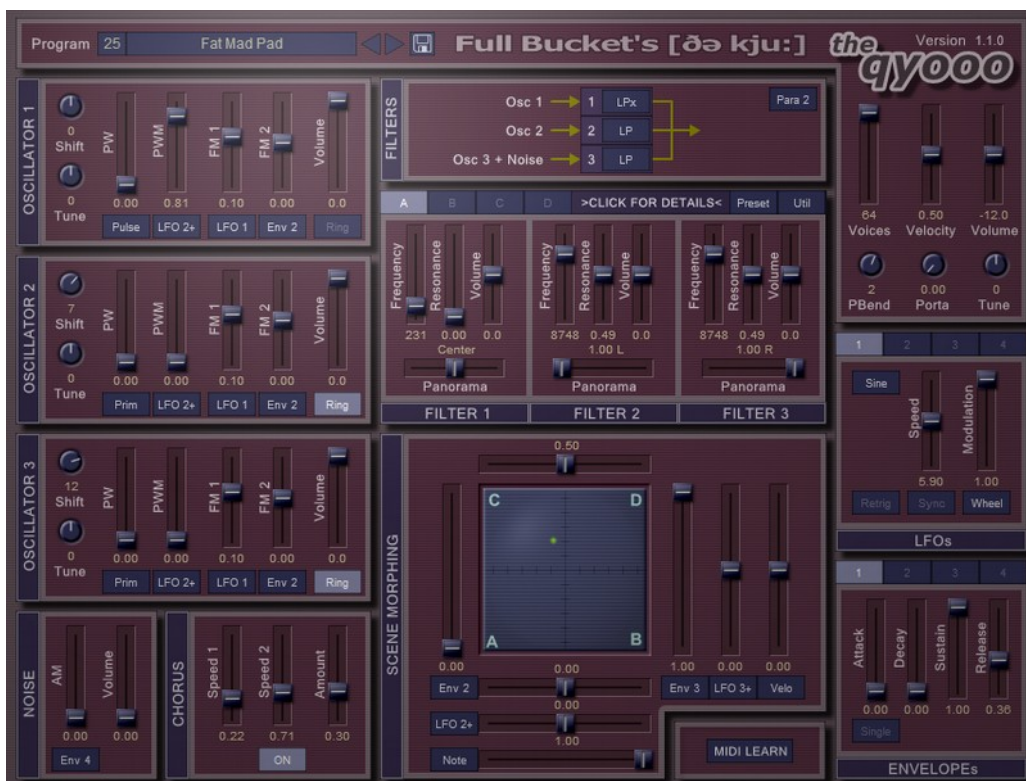 Program 25 Fat Mad Pad Full Bucket's [ðə kju:] the qyooo Version 1.1.0
OSCILLATOR 1
0
Shift
0
Tune
PW PWM FM 1 FM 2 Volume
0.00 0.81 0.10 0.00 0.0
Pulse LFO 2+ LFO 1 Env 2 Ring
OSCILLATOR 2
7
Shift
0
Tune
PW PWM FM 1 FM 2 Volume
0.00 0.00 0.10 0.00 0.0
Prim LFO 2+ LFO 1 Env 2 Ring
OSCILLATOR 3
12
Shift
0
Tune
PW PWM FM 1 FM 2 Volume
0.00 0.00 0.10 0.00 0.0
Prim LFO 2+ LFO 1 Env 2 Ring
NOISE
AM Volume
0.00 0.00
Env 4
CHORUS
Speed 1 Speed 2 Amount
0.22 0.71 0.30
ON
FILTERS
Osc 1 1 LPx Para 2
Osc 2 2 LP
Osc 3 + Noise 3 LP
A B C D >CLICK FOR DETAILS< Preset Util
Frequency Resonance Volume Frequency Resonance Volume Frequency Resonance Volume
231 0.00 0.0 8748 0.49 0.0 8748 0.49 0.0
Center 1.00 L 1.00 R
Panorama Panorama Panorama
FILTER 1 FILTER 2 FILTER 3
SCENE MORPHING
0.50
C D
A B
0.00 0.00 1.00 0.00 0.00
Env 2 Env 3 LFO 3+ Velo
0.00
LFO 2+
1.00
Note
MIDI LEARN
64 0.50 -12.0
Voices Velocity Volume
2 0.00 0
PBend Porta Tune
1 2 3 4
Sine
Speed Modulation
5.90 1.00
Retrig Sync Wheel
LFOs
1 2 3 4
Attack Decay Sustain Release
0.00 0.00 1.00 0.36
Single
ENVELOPEs